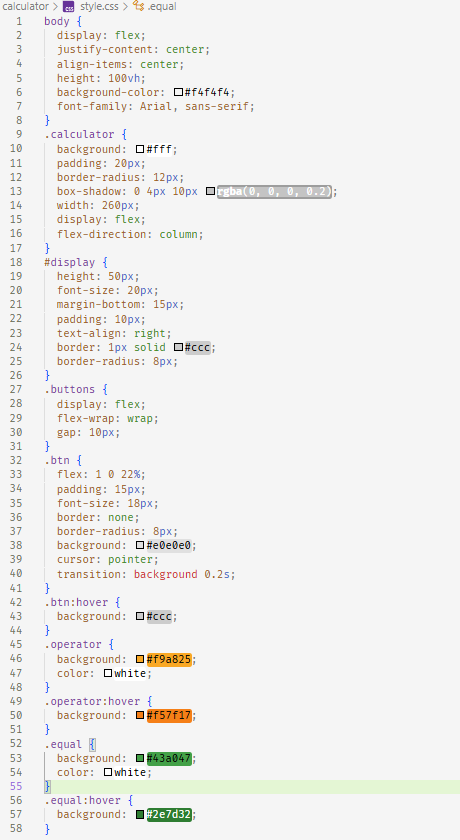 calculator > style.css > .equal
1 body {
2 display: flex;
3 justify-content: center;
4 align-items: center;
5 height: 100vh;
6 background-color: #f4f4f4;
7 font-family: Arial, sans-serif;
8 }
9 .calculator {
10 background: #fff;
11 padding: 20px;
12 border-radius: 12px;
13 box-shadow: 0 4px 10px rgba(0, 0, 0, 0.2);
14 width: 260px;
15 display: flex;
16 flex-direction: column;
17 }
18 #display {
19 height: 50px;
20 font-size: 20px;
21 margin-bottom: 15px;
22 padding: 10px;
23 text-align: right;
24 border: 1px solid #ccc;
25 border-radius: 8px;
26 }
27 .buttons {
28 display: flex;
29 flex-wrap: wrap;
30 gap: 10px;
31 }
32 .btn {
33 flex: 1 0 22%;
34 padding: 15px;
35 font-size: 18px;
36 border: none;
37 border-radius: 8px;
38 background: #e0e0e0;
39 cursor: pointer;
40 transition: background 0.2s;
41 }
42 .btn:hover {
43 background: #ccc;
44 }
45 .operator {
46 background: #f9a825;
47 color: white;
48 }
49 .operator:hover {
50 background: #f57f17;
51 }
52 .equal {
53 background: #43a047;
54 color: white;
55 }
56 .equal:hover {
57 background: #2e7d32;
58 }